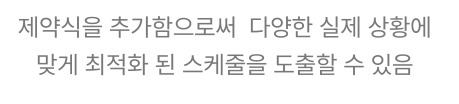 제약식을 추가함으로써 다양한 실제 상황에
맞게 최적화 된 스케줄을 도출할 수 있음